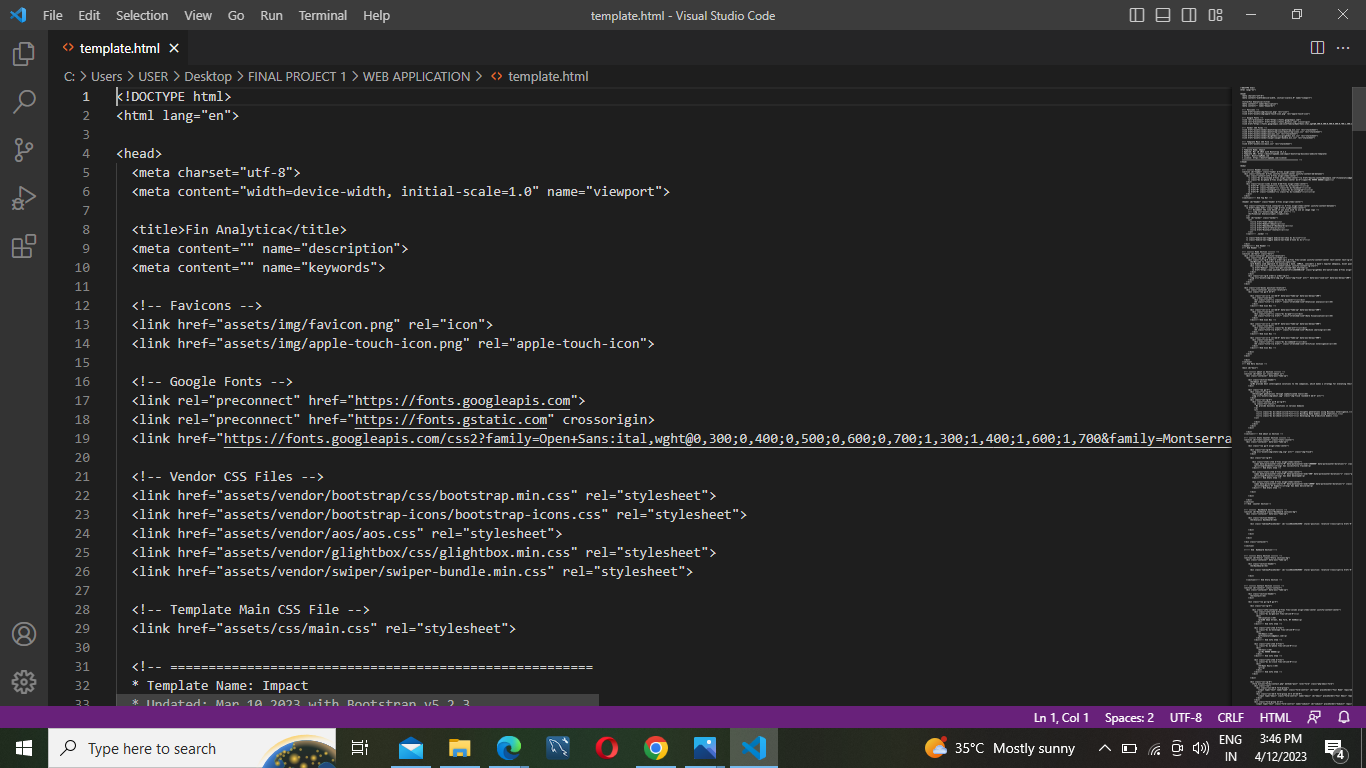 File Edit Selection View Go Run Terminal Help
template.html - Visual Studio Code
template.html
C: > Users > USER > Desktop > FINAL PROJECT 1 > WEB APPLICATION > template.html
1 <!DOCTYPE html>
2 <html lang="en">
3
4 <head>
5 <meta charset="utf-8">
6 <meta content="width=device-width, initial-scale=1.0" name="viewport">
7
8 <title>Fin Analytica</title>
9 <meta content="" name="description">
10 <meta content="" name="keywords">
11
12 <!-- Favicons -->
13 <link href="assets/img/favicon.png" rel="icon">
14 <link href="assets/img/apple-touch-icon.png" rel="apple-touch-icon">
15
16 <!-- Google Fonts -->
17 <link rel="preconnect" href="https://fonts.googleapis.com">
18 <link rel="preconnect" href="https://fonts.gstatic.com" crossorigin>
19 <link href="https://fonts.googleapis.com/css2?family=Open+Sans:ital,wght@0,300;0,400;0,500;0,600;0,700;1,300;1,400;1,600;1,700&family=Montserra
20
21 <!-- Vendor CSS Files -->
22 <link href="assets/vendor/bootstrap/css/bootstrap.min.css" rel="stylesheet">
23 <link href="assets/vendor/bootstrap-icons/bootstrap-icons.css" rel="stylesheet">
24 <link href="assets/vendor/aos/aos.css" rel="stylesheet">
25 <link href="assets/vendor/glightbox/css/glightbox.min.css" rel="stylesheet">
26 <link href="assets/vendor/swiper/swiper-bundle.min.css" rel="stylesheet">
27
28 <!-- Template Main CSS File -->
29 <link href="assets/css/main.css" rel="stylesheet">
30
31 <!-- =======================================================
32 * Template Name: Impact
33 * Updated: Mar 10 2023 with Bootstrap v5.2.3
Ln 1, Col 1 Spaces: 2 UTF-8 CRLF HTML
Type here to search
35°C Mostly sunny
ENG
IN
3:46 PM
4/12/2023
4